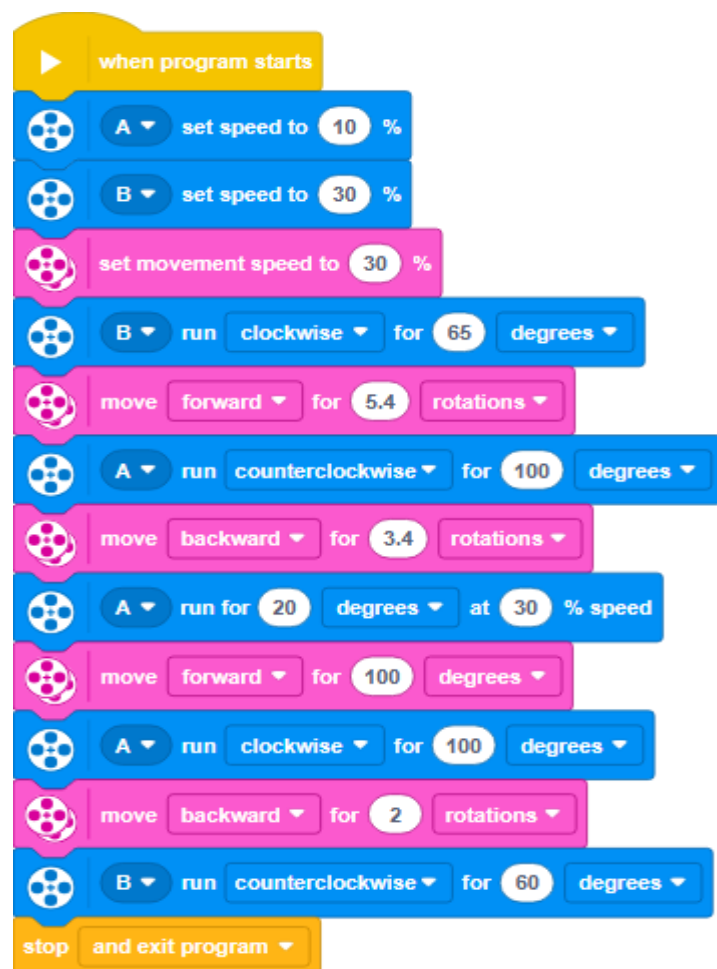 when program starts
A set speed to 10 %
B set speed to 30 %
set movement speed to 30 %
B run clockwise for 65 degrees
move forward for 5.4 rotations
A run counterclockwise for 100 degrees
move backward for 3.4 rotations
A run for 20 degrees at 30 % speed
move forward for 100 degrees
A run clockwise for 100 degrees
move backward for 2 rotations
B run counterclockwise for 60 degrees
stop and exit program